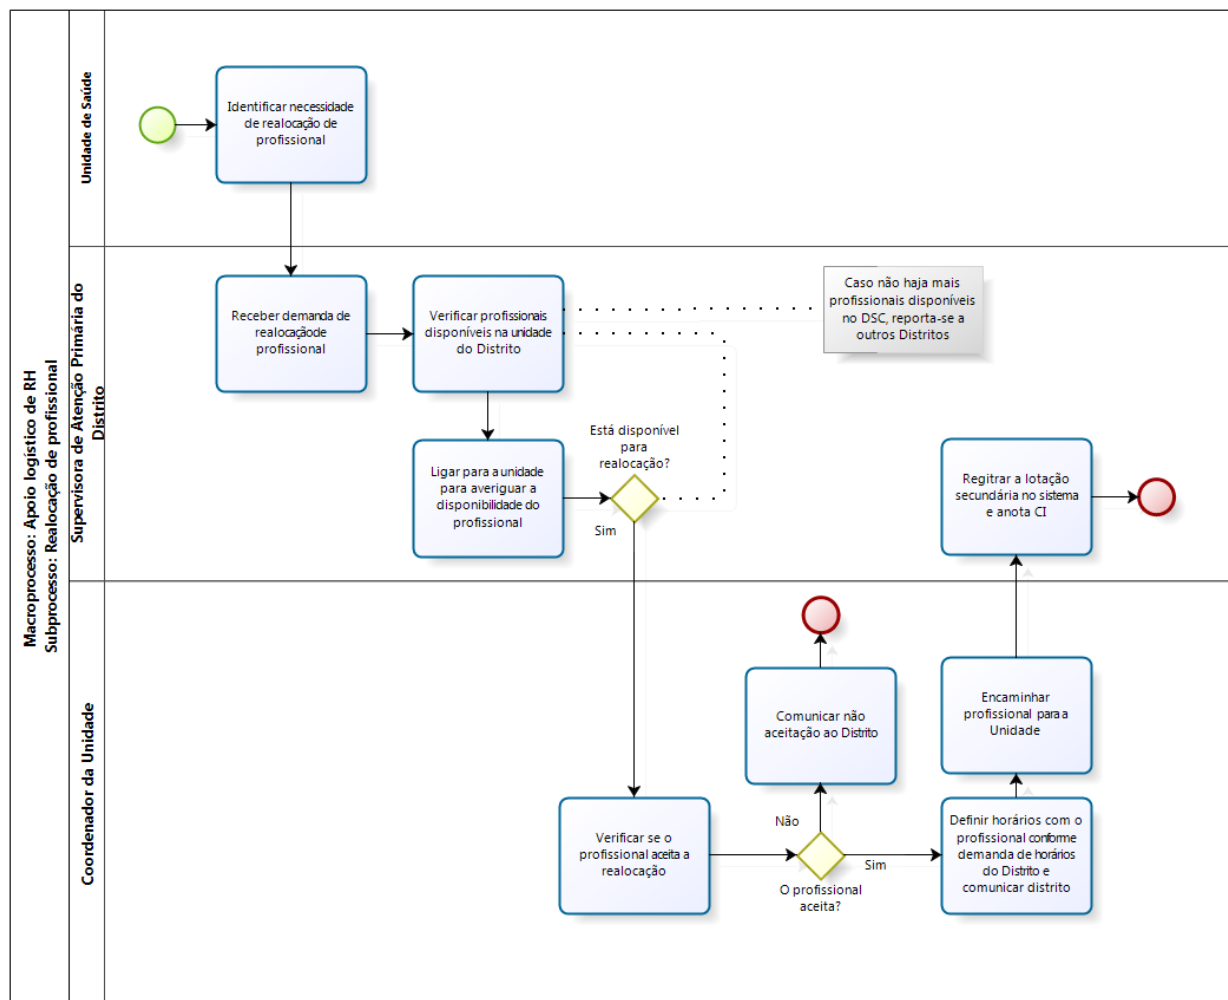 Macroprocesso: Apoio logístico de RH
Subprocesso: Realocação de profissional
Unidade de Saúde
Identificar necessidade
de realocação de
profissional
Supervisora de Atenção Primária do
Distrito
Receber demanda de
realocaçãode
profissional
Verificar profissionais
disponíveis na unidade
do Distrito
Caso não haja mais
profissionais disponíveis
no DSC, reporta-se a
outros Distritos
Ligar para a unidade
para averiguar a
disponibilidade do
profissional
Está disponível
para
realocação?
Sim
Regitrar a lotação
secundária no sistema
e anota CI
Coordenador da Unidade
Verificar se o
profissional aceita a
realocação
O profissional
aceita?
Não
Comunicar não
aceitação ao Distrito
Sim
Definir horários com o
profissional conforme
demanda de horários
do Distrito e
comunicar distrito
Encaminhar
profissional para a
Unidade